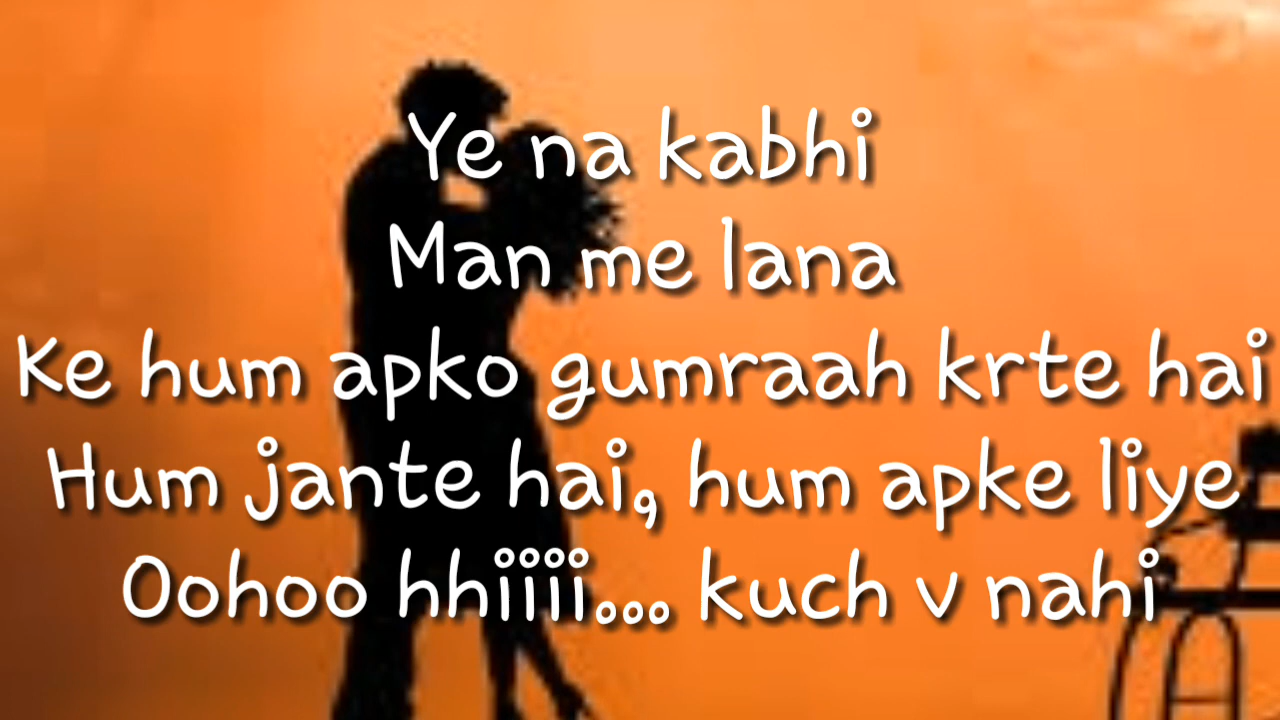 Ye na kabhi
Man me lana
Ke hum apko gumraah krte hai
Hum jante hai, hum apke liye
Oohoo hhiiii... kuch v nahi